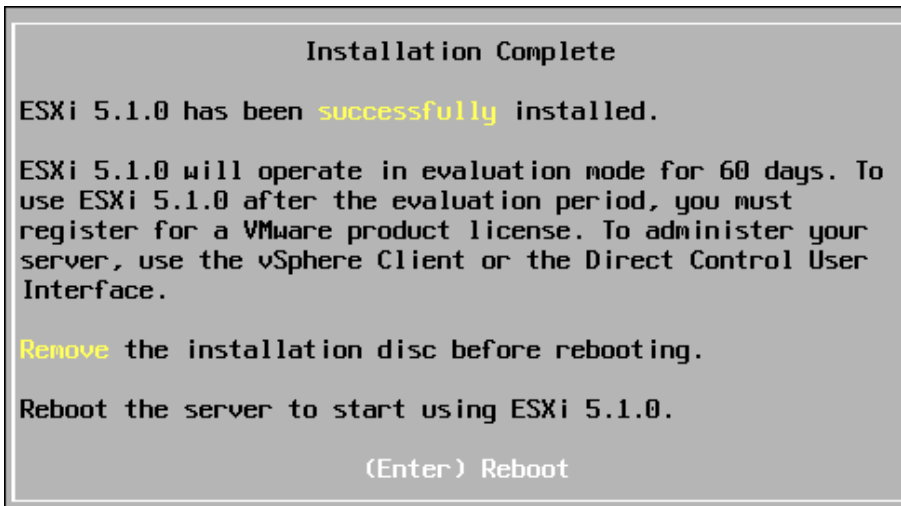 Installation Complete
ESXi 5.1.0 has been successfully installed.
ESXi 5.1.0 will operate in evaluation mode for 60 days. To
use ESXi 5.1.0 after the evaluation period, you must
register for a VMware product license. To administer your
server, use the vSphere Client or the Direct Control User
Interface.
Remove the installation disc before rebooting.
Reboot the server to start using ESXi 5.1.0.
(Enter) Reboot